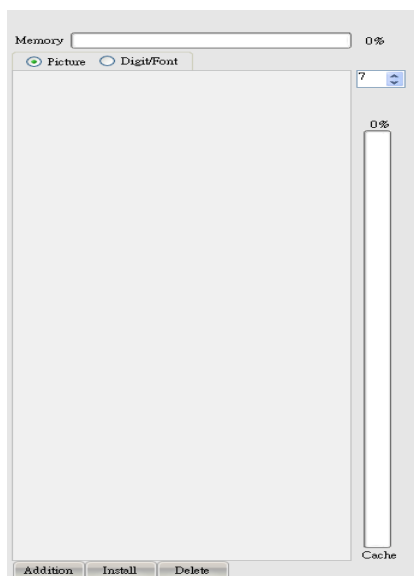 Memory 0%
Picture Digit/Font
7
0%
Cache
Addition Install Delete